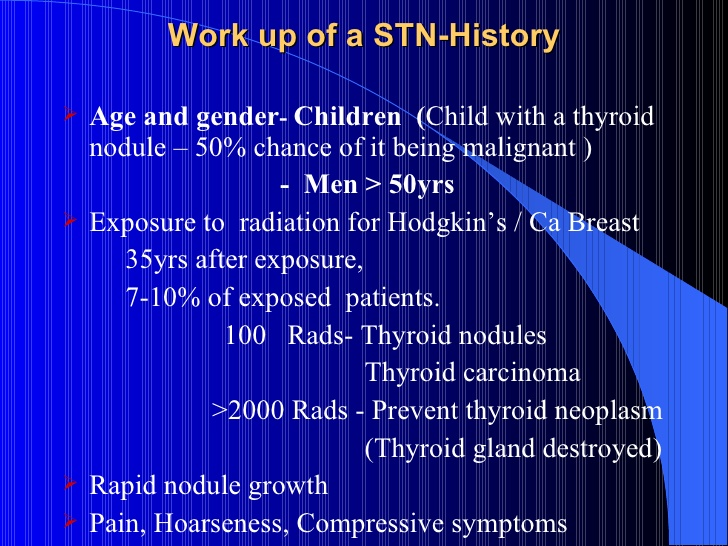 Work up of a STN-History
Age and gender- Children (Child with a thyroid
nodule – 50% chance of it being malignant )
- Men > 50yrs
Exposure to radiation for Hodgkin's / Ca Breast
35yrs after exposure,
7-10% of exposed patients.
100 Rads- Thyroid nodules
Thyroid carcinoma
>2000 Rads - Prevent thyroid neoplasm
(Thyroid gland destroyed)
Rapid nodule growth
Pain, Hoarseness, Compressive symptoms